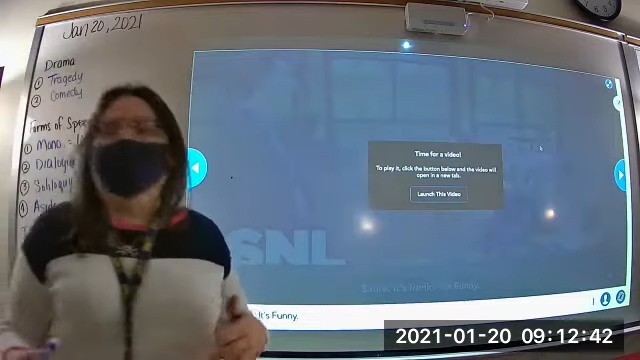 Jan 20, 2021
Drama
① Tragedy
② Comedy
Forms of
① Mono.
② Dialogue
③ Soliloquy
④
Time for a video!
To play it, click the button below and the video will
open in a new tab.
Launch This Video
SNL
It's Funny.
2021-01-20 09:12:42